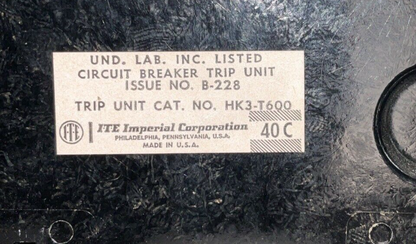 UND. LAB. INC. LISTED
CIRCUIT BREAKER TRIP UNIT
ISSUE NO. B-228
TRIP UNIT CAT. NO. HK3-T600
ITE ITE Imperial Corporation 40 C
PHILADELPHIA, PENNSYLVANIA, U.S.A.
MADE IN U.S.A.